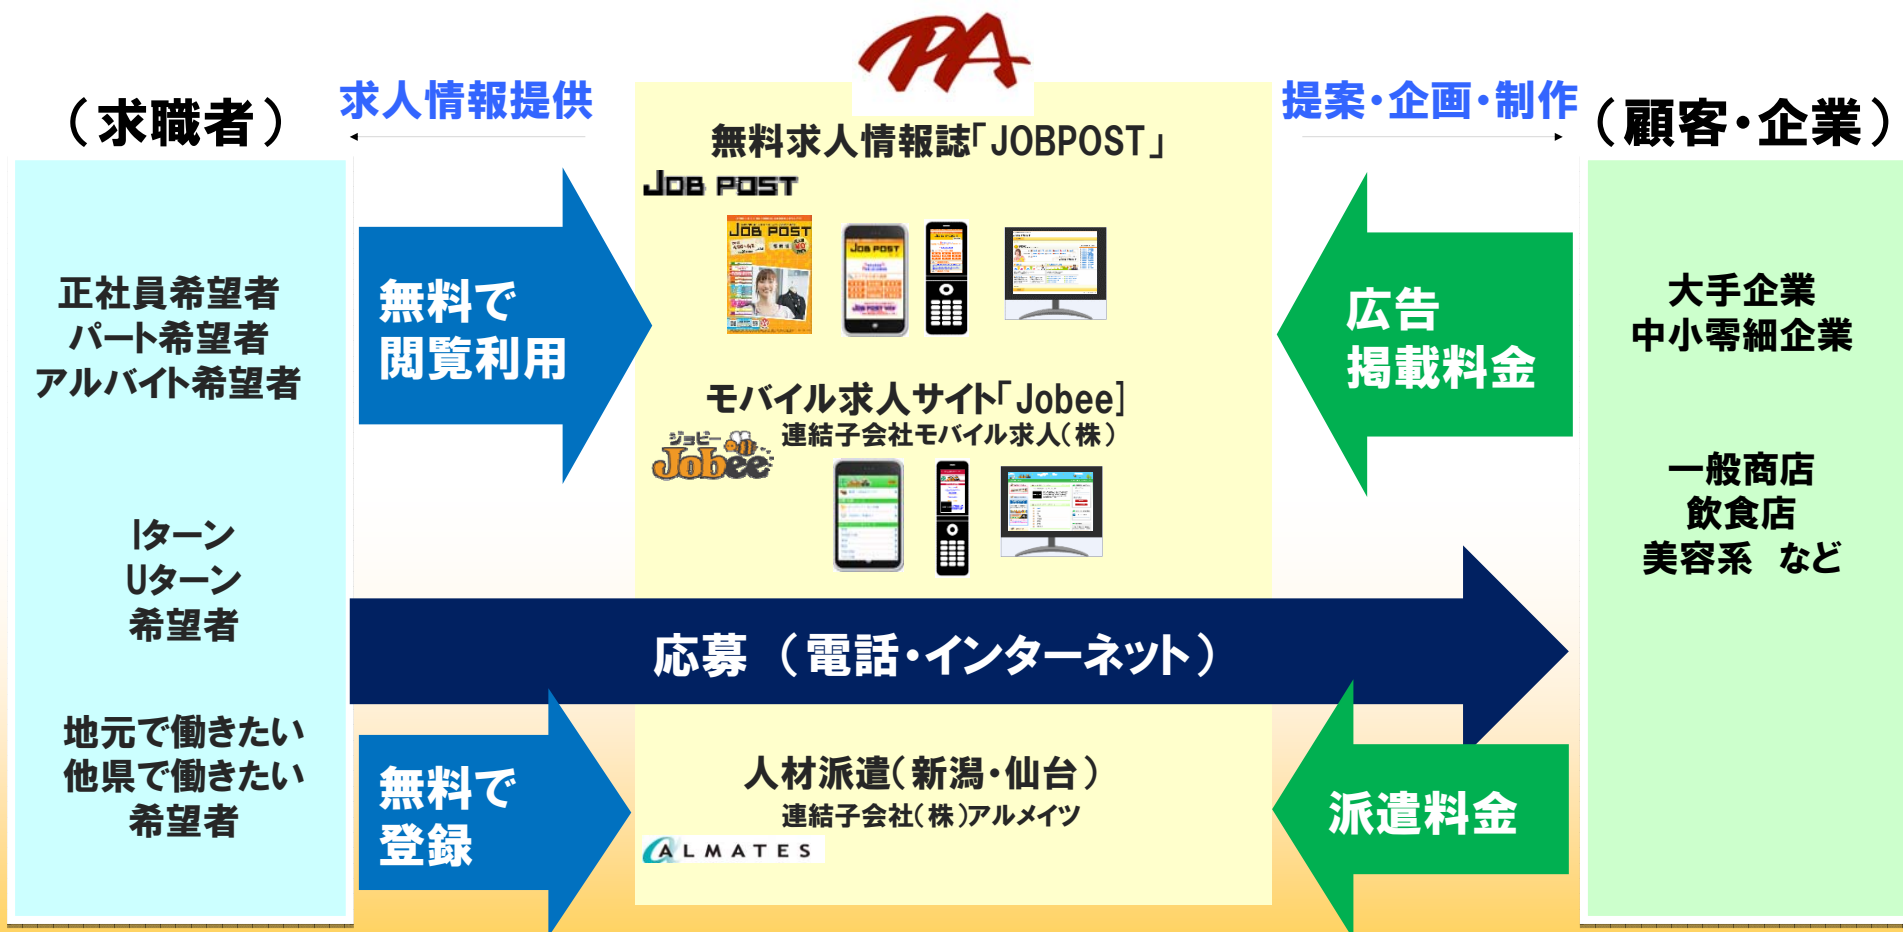 PA
(求職者)
求人情報提供
提案・企画・制作
(顧客・企業)
無料求人情報誌「JOBPOST」
JOB POST
JOB POST
JOB POST
正社員希望者
パート希望者
アルバイト希望者
無料で
閲覧利用
広告
掲載料金
大手企業
中小零細企業
モバイル求人サイト「Jobee]
連結子会社モバイル求人(株)
ジョビー
Jobee
一般商店
飲食店
美容系 など
Iターン
Uターン
希望者
応募 (電話・インターネット)
地元で働きたい
他県で働きたい
希望者
無料で
登録
人材派遣(新潟・仙台)
連結子会社(株)アルメイツ
ALMATES
派遣料金